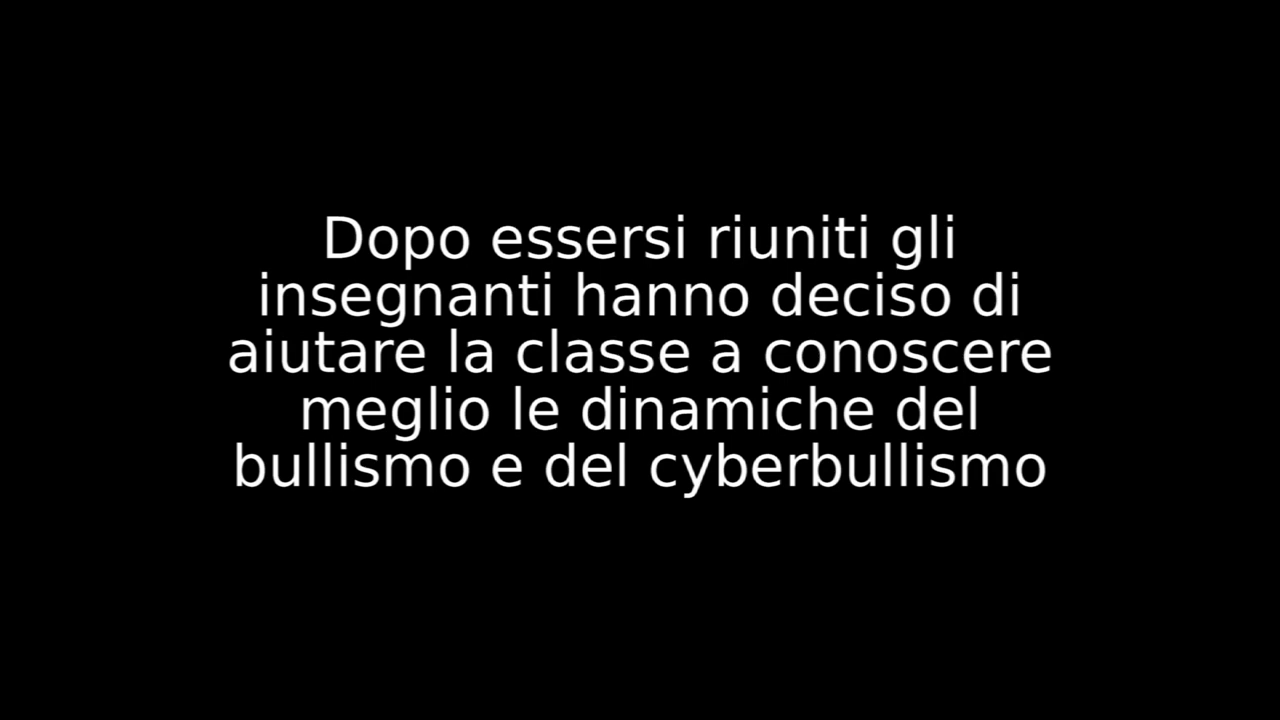 Dopo essersi riuniti gli
insegnanti hanno deciso di
aiutare la classe a conoscere
meglio le dinamiche del
bullismo e del cyberbullismo